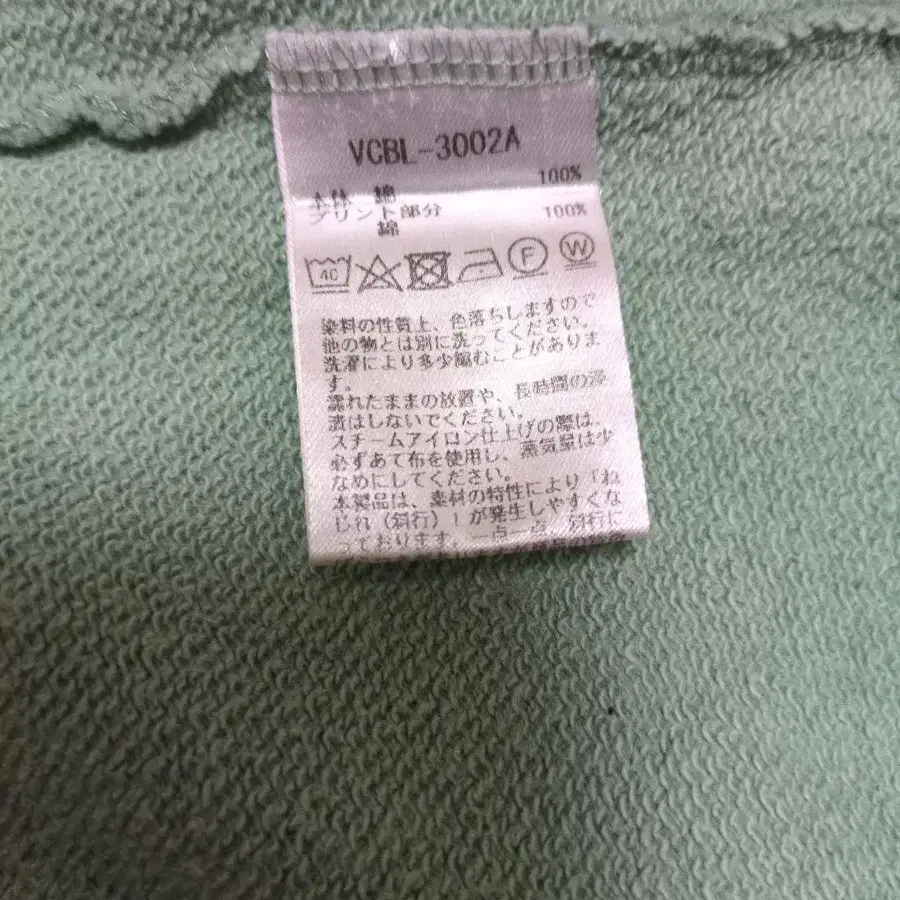 VCBL-3002A
本体 綿 100%
プリント部分
綿 100%
40 F W
染料の性質上、色落ちしますので
他の物とは別に洗ってください。
洗濯により多少縮むことがありま
す。
濡れたままの放置や、長時間の浸
漬はしないでください。
スチームアイロン仕上げの際は、
必ずあて布を使用し、蒸気量は少
なめにしてください。
本製品は、素材の特性により「ね
じれ（斜行）」が発生しやすくな
っております。一点一点、斜行に